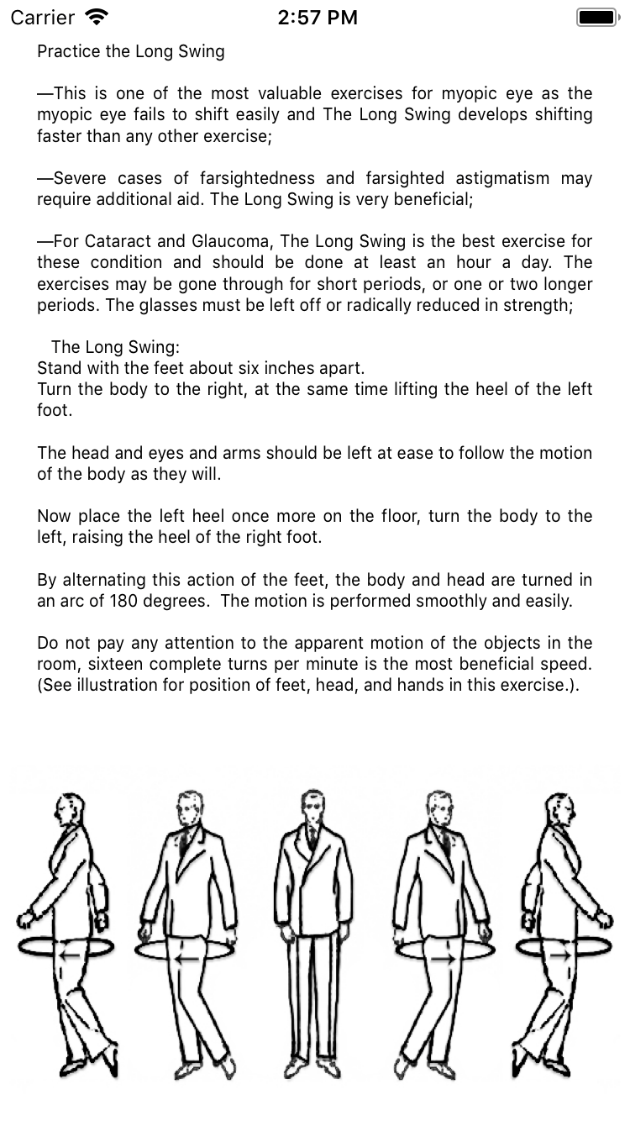 Carrier 2:57 PM
Practice the Long Swing
—This is one of the most valuable exercises for myopic eye as the
myopic eye fails to shift easily and The Long Swing develops shifting
faster than any other exercise;
—Severe cases of farsightedness and farsighted astigmatism may
require additional aid. The Long Swing is very beneficial;
—For Cataract and Glaucoma, The Long Swing is the best exercise for
these condition and should be done at least an hour a day. The
exercises may be gone through for short periods, or one or two longer
periods. The glasses must be left off or radically reduced in strength;
The Long Swing:
Stand with the feet about six inches apart.
Turn the body to the right, at the same time lifting the heel of the left
foot.
The head and eyes and arms should be left at ease to follow the motion
of the body as they will.
Now place the left heel once more on the floor, turn the body to the
left, raising the heel of the right foot.
By alternating this action of the feet, the body and head are turned in
an arc of 180 degrees.  The motion is performed smoothly and easily.
Do not pay any attention to the apparent motion of the objects in the
room, sixteen complete turns per minute is the most beneficial speed.
(See illustration for position of feet, head, and hands in this exercise.).